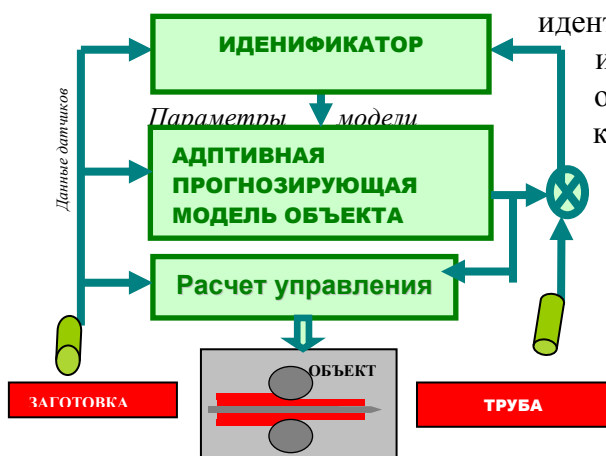 идент
ИДЕНИФИКАТОР
и
о
Параметры модели
к
АДПТИВНАЯ
ПРОГНОЗИРУЮЩАЯ
МОДЕЛЬ ОБЪЕКТА
Данные датчиков
Расчет управления
ОБЪЕКТ
ЗАГОТОВКА
ТРУБА